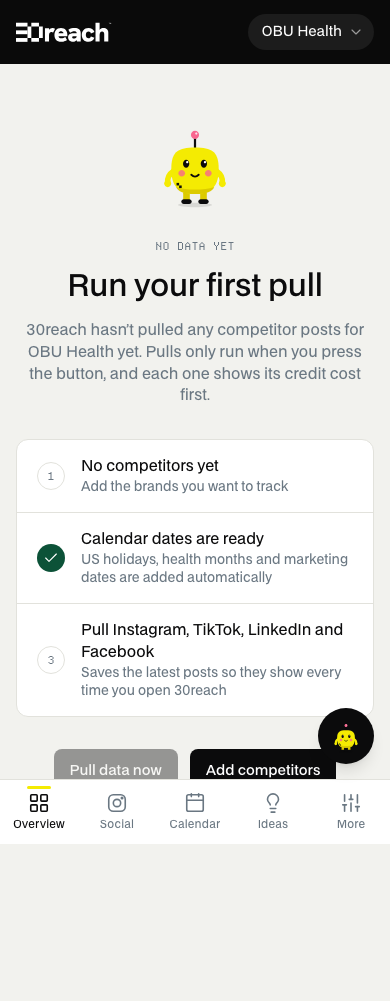 30reach
OBU Health
NO DATA YET
Run your first pull
30reach hasn't pulled any competitor posts for
OBU Health yet. Pulls only run when you press
the button, and each one shows its credit cost
first.
1
No competitors yet
Add the brands you want to track
Calendar dates are ready
US holidays, health months and marketing
dates are added automatically
3
Pull Instagram, TikTok, LinkedIn and
Facebook
Saves the latest posts so they show every
time you open 30reach
Pull data now
Add competitors
Overview
Social
Calendar
Ideas
More